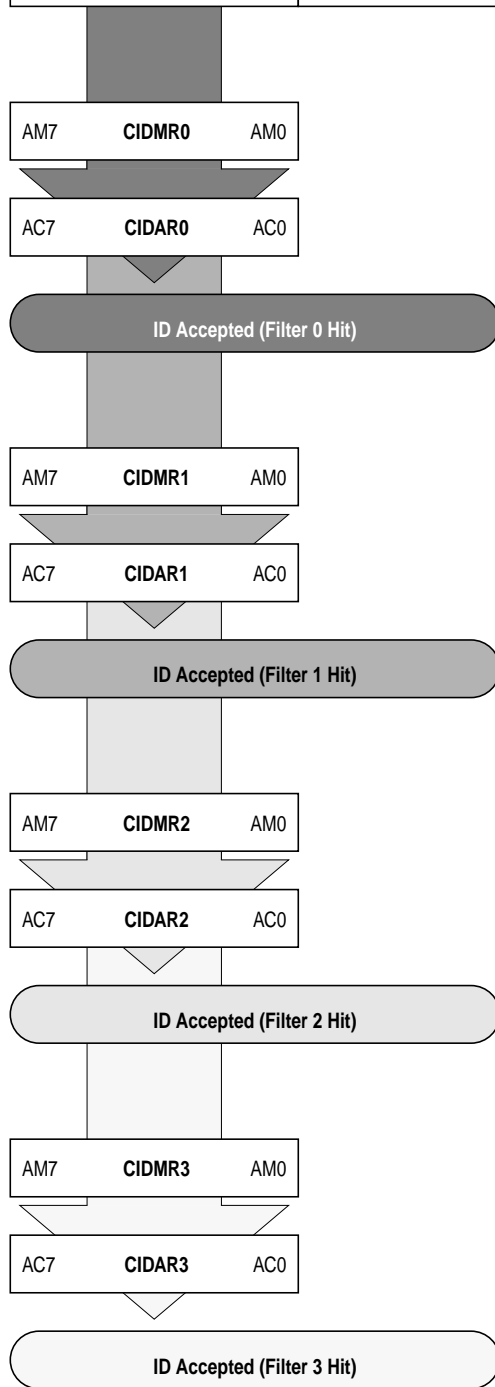 AM7 CIDMR0 AM0
AC7 CIDAR0 AC0
ID Accepted (Filter 0 Hit)
AM7 CIDMR1 AM0
AC7 CIDAR1 AC0
ID Accepted (Filter 1 Hit)
AM7 CIDMR2 AM0
AC7 CIDAR2 AC0
ID Accepted (Filter 2 Hit)
AM7 CIDMR3 AM0
AC7 CIDAR3 AC0
ID Accepted (Filter 3 Hit)